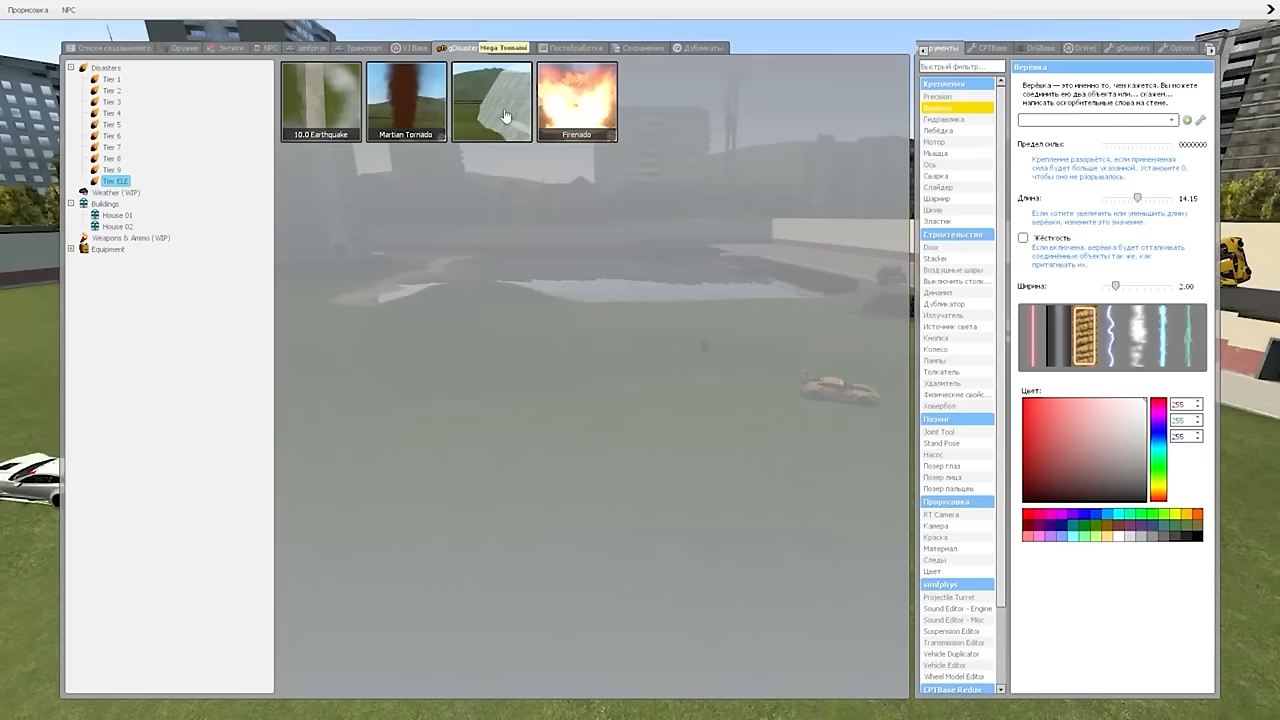 Прорисовка NPC
Списки создаваемого Оружие Энтити NPC simfphys Транспорт VJ Base gDisaster Mega Tsunami Постобработка Сохранения Дубликаты
Disasters
Tier 1
Tier 2
Tier 3
Tier 4
Tier 5
Tier 6
Tier 7
Tier 8
Tier 9
Tier ELE
Weather (WIP)
Buildings
House 01
House 02
Weapons & Ammo (WIP)
Equipment
10.0 Earthquake
Martian Tornado
Firenado
рументы CPTBase DrGBase gDisasters Options
Быстрый фильтр...
Крепления
Precision
Верёвка
Гидравлика
Лебёдка
Мотор
Мышца
Ось
Сварка
Слайдер
Шарнир
Шкив
Эластик
Строительство
Door
Stacker
Воздушные шары
Выключить столк...
Динамит
Дубликатор
Излучатель
Источник света
Кнопка
Колесо
Лампы
Толкатель
Удалитель
Физические свойс...
Ховербол
Позинг
Joint Tool
Stand Pose
Насос
Позер глаз
Позер лица
Позер пальцев
Прорисовка
RT Camera
Камера
Краска
Материал
Следы
Цвет
simfphys
Projectile Turret
Sound Editor - Engine
Sound Editor - Misc
Suspension Editor
Transmission Editor
Vehicle Duplicator
Vehicle Editor
Wheel Model Editor
CPTBase Redux
Верёвка
Верёвка — это именно то, чем кажется. Вы можете
соединить ею два объекта или... скажем...
написать оскорбительные слова на стене.
Предел силы: 0000000
Крепление разорвётся, если применяемая
сила будет больше указанной. Установите 0,
чтобы оно не разрывалось.
Длина: 14.15
Если хотите увеличить или уменьшить длину
верёвки, измените это значение.
Жёсткость
Если включена, верёвка будет отталкивать
соединённые объекты так же, как
притягивать их.
Ширина: 2.00
Цвет:
255
255
255